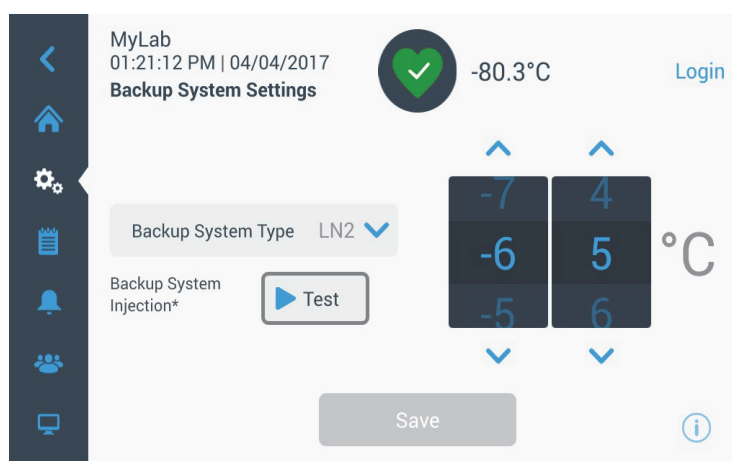 MyLab
01:21:12 PM | 04/04/2017
Backup System Settings
-80.3°C
Login
-7 4
Backup System Type LN2
-6 5 °C
Backup System
Injection*
Test
-5 6
Save